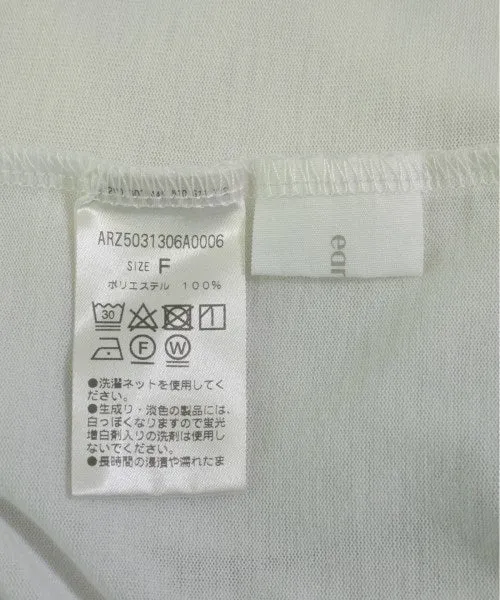 ARZ5031306A0006
SIZE F
ポリエステル 100%
30
F
W
●洗濯ネットを使用してく
ださい。
●生成り・淡色の製品には、
白っぽくなりますので蛍光
増白剤入りの洗剤は使用し
ないでください。
●長時間の浸漬や濡れたま
ear